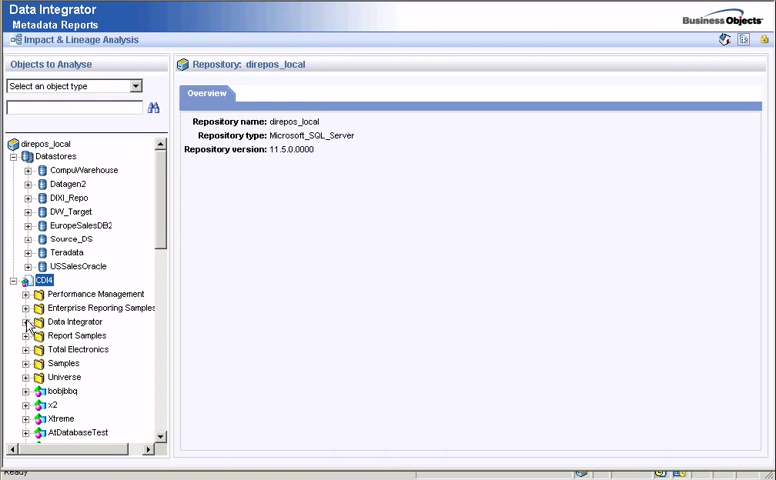 Data Integrator
Metadata Reports
Business Objects
Impact & Lineage Analysis
Objects to Analyse
Select an object type
direpos_local
Datastores
CompuWarehouse
Datagen2
DIXI_Repo
DW_Target
EuropeSalesDB2
Source_DS
Teradata
USSalesOracle
CDI4
Performance Management
Enterprise Reporting Samples
Data Integrator
Report Samples
Total Electronics
Samples
Universe
bobjbbq
x2
Xtreme
AtDatabaseTest
Repository: direpos_local
Overview
Repository name: direpos_local
Repository type: Microsoft_SQL_Server
Repository version: 11.5.0.0000
Ready